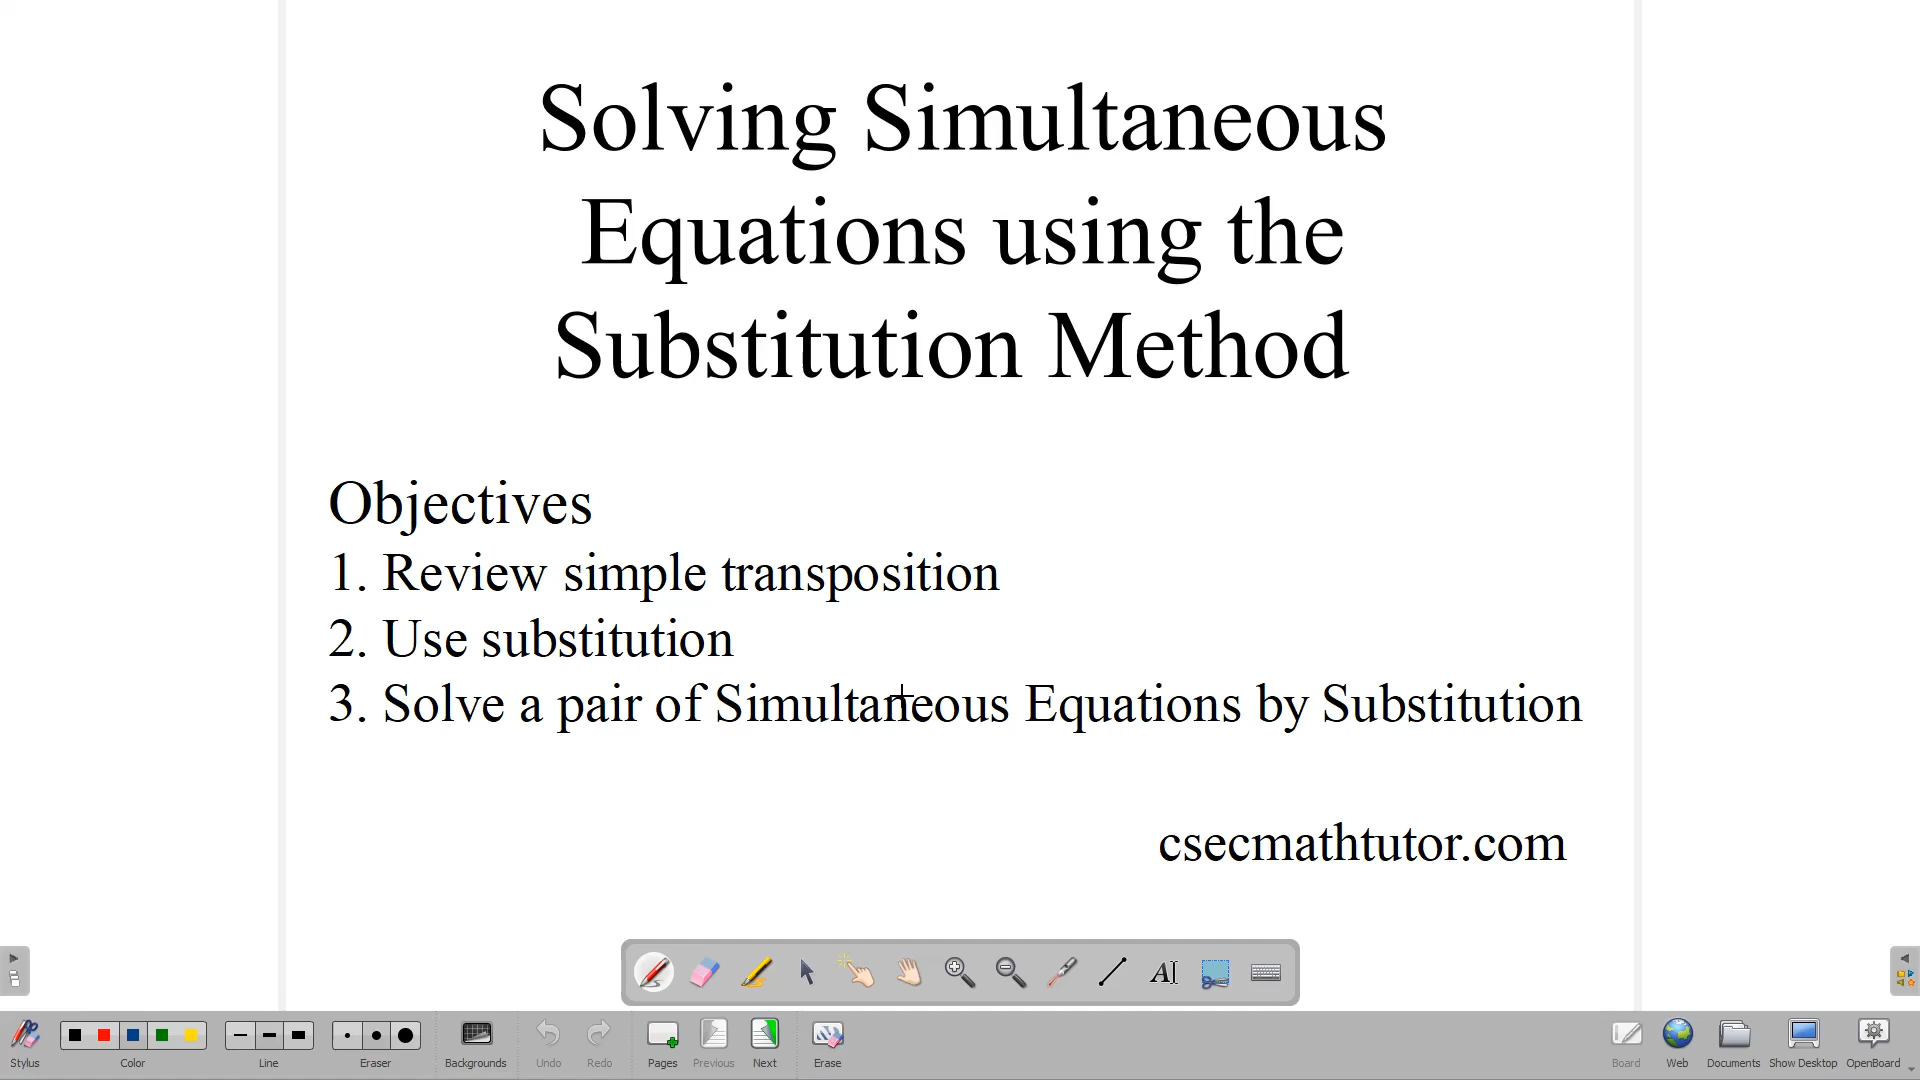 Solving Simultaneous
Equations using the
Substitution Method
Objectives
1. Review simple transposition
2. Use substitution
3. Solve a pair of Simultaneous Equations by Substitution
csecmathtutor.com
AI
Stylus
Color
Line
Eraser
Backgrounds
Undo
Redo
Pages
Previous
Next
Erase
Board
Web
Documents
Show Desktop
OpenBoard